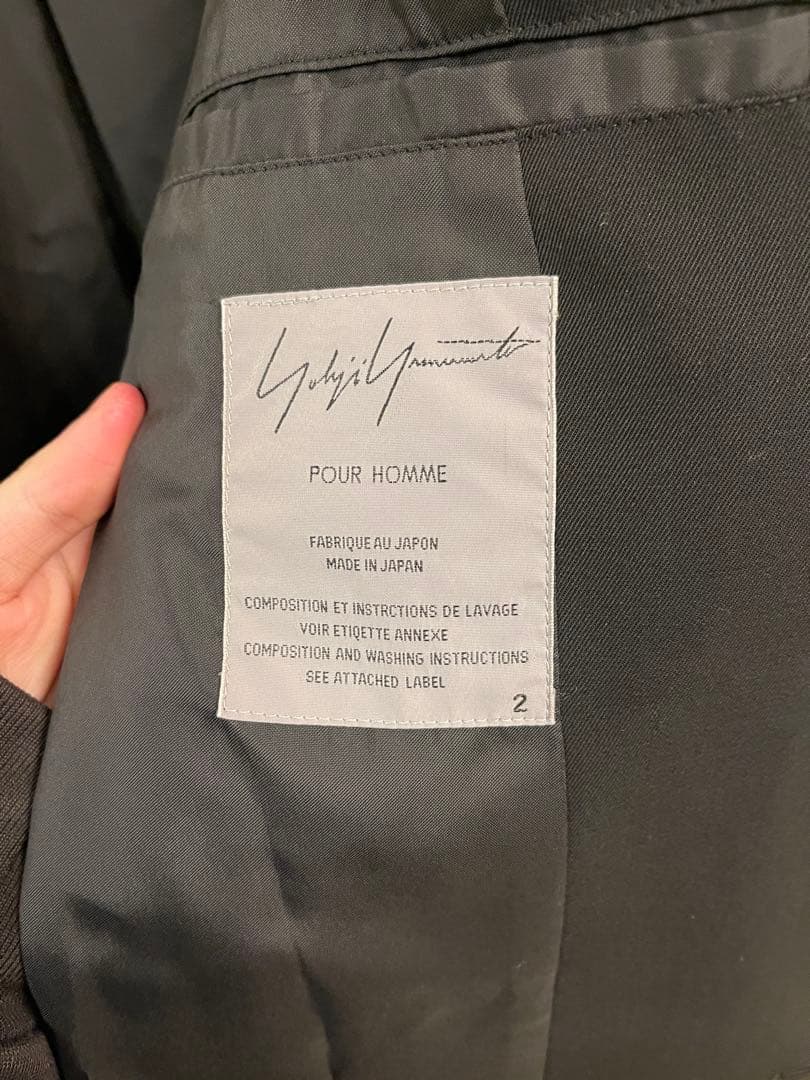 Yohji Yamamoto
POUR HOMME
FABRIQUE AU JAPON
MADE IN JAPAN
COMPOSITION ET INSTRCTIONS DE LAVAGE
VOIR ETIQETTE ANNEXE
COMPOSITION AND WASHING INSTRUCTIONS
SEE ATTACHED LABEL
2